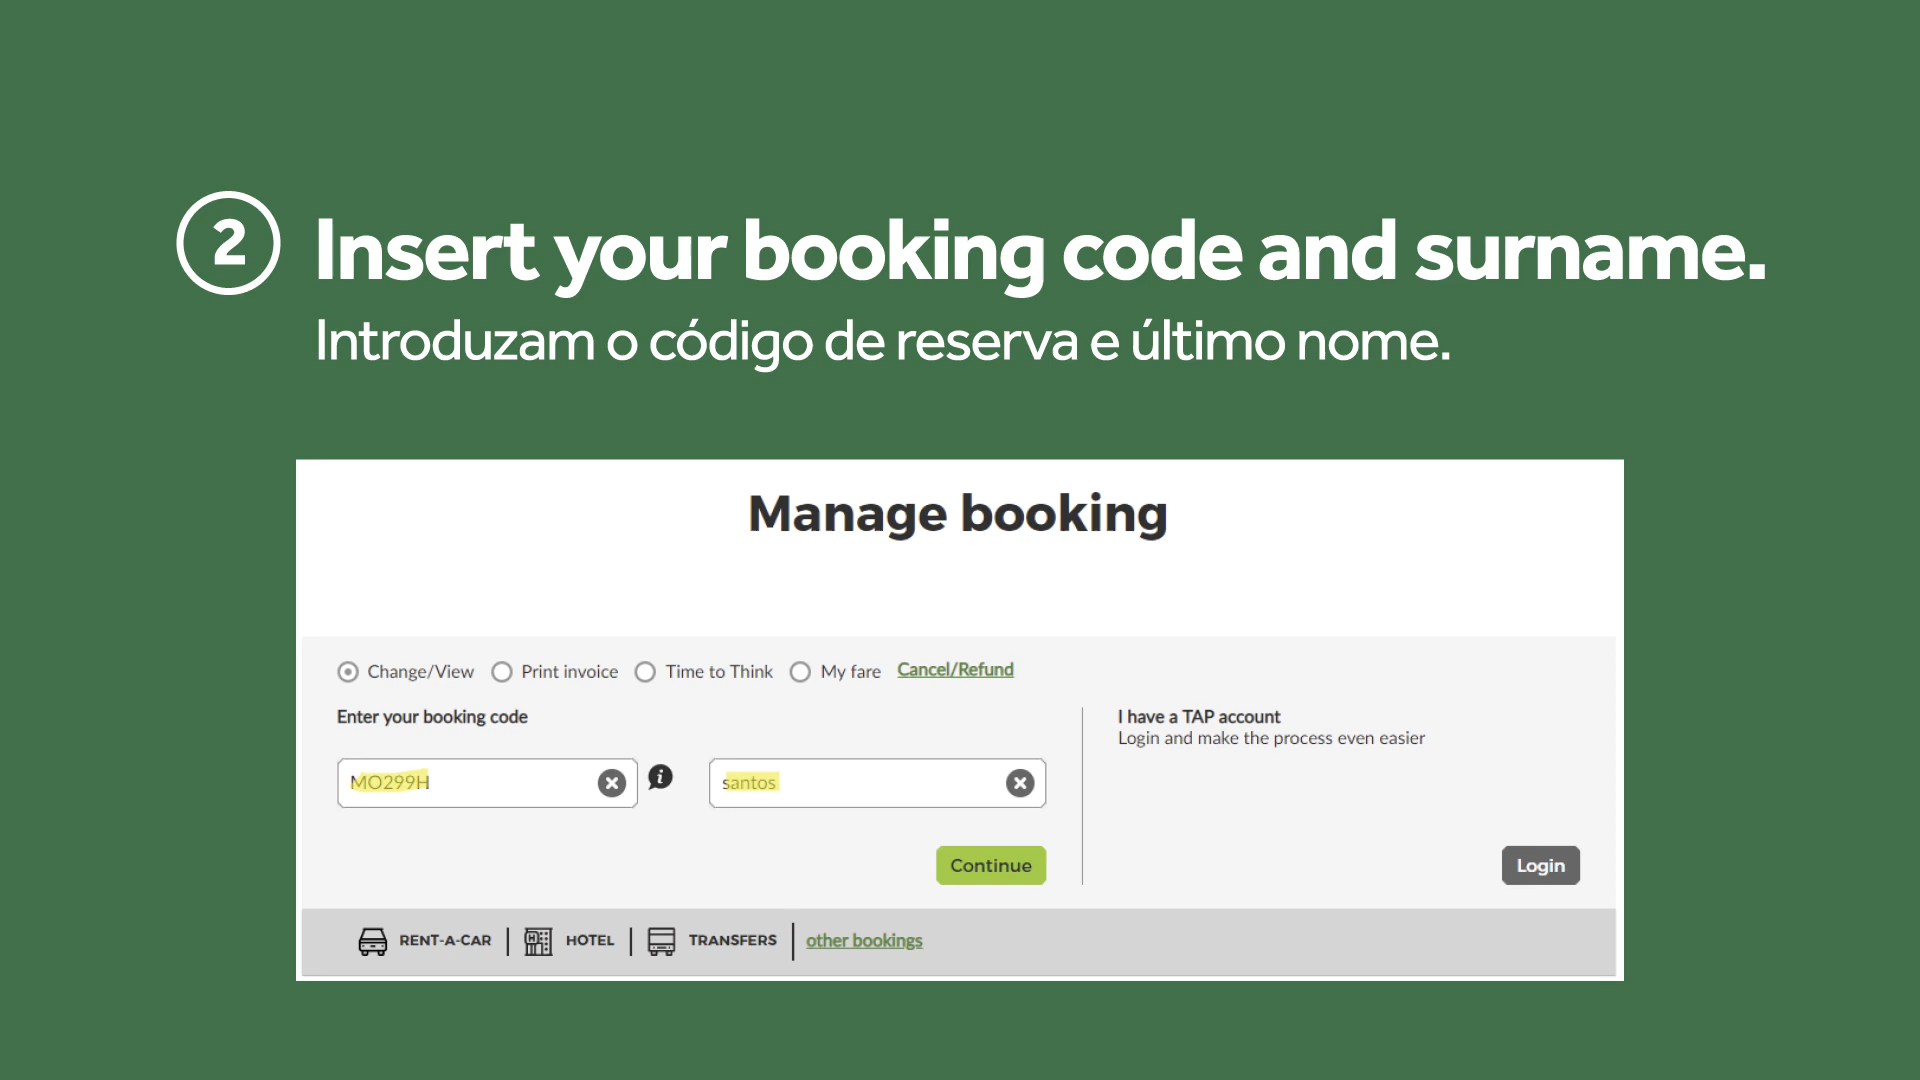 2
Insert your booking code and surname.
Introduzam o código de reserva e último nome.
Manage booking
Change/View Print invoice Time to Think My fare Cancel/Refund
Enter your booking code
MO299H
i
santos
Continue
I have a TAP account
Login and make the process even easier
Login
RENT-A-CAR | HOTEL | TRANSFERS | other bookings